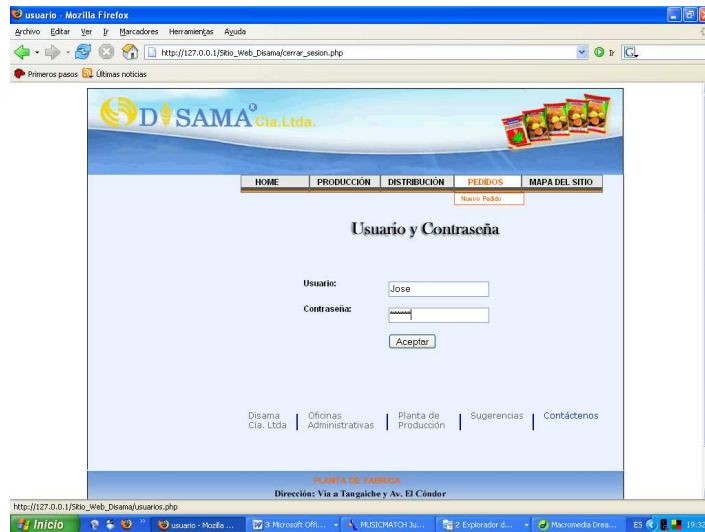 usuario - Mozilla Firefox
Archivo Editar Ver Ir Marcadores Herramientas Ayuda
http://127.0.0.1/Sitio_Web_Disama/cerrar_sesion.php
Ir
Primeros pasos Últimas noticias
DISAMA® Cia.Ltda.
HOME PRODUCCIÓN DISTRIBUCIÓN PEDIDOS MAPA DEL SITIO
Nuevo Pedido
Usuario y Contraseña
Usuario: Jose
Contraseña:
Aceptar
Disama Oficinas Planta de Sugerencias Contáctenos
Cía. Ltda Administrativas Producción
PLANTA DE FABRICA
Dirección: Vía a Tangaiche y Av. El Cóndor
http://127.0.0.1/Sitio_Web_Disama/usuarios.php
Inicio usuario - Mozilla ... 3 Microsoft Offi... MUSICMATCH Ju... 2 Explorador d... Macromedia Drea... ES